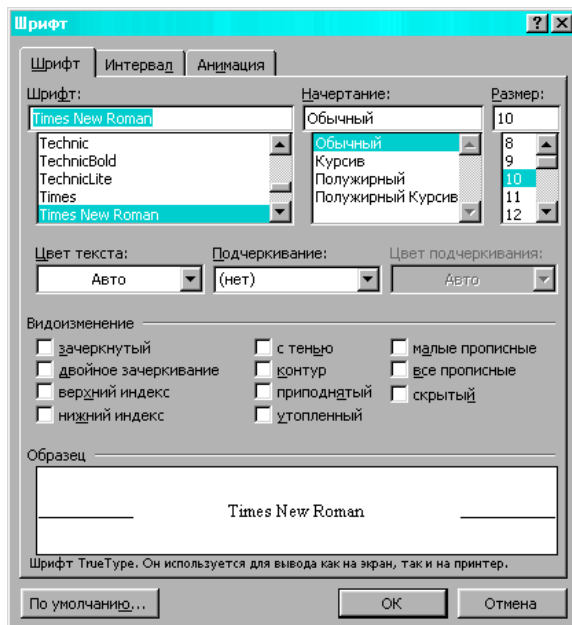 Шрифт
Шрифт Интервал Анимация
Шрифт: Начертание: Размер:
Times New Roman Обычный 10
Technic Обычный 8
TechnicBold Курсив 9
TechnicLite Полужирный 10
Times Полужирный Курсив 11
Times New Roman 12
Цвет текста: Подчеркивание: Цвет подчеркивания:
Авто (нет) Авто
Видоизменение
зачеркнутый с тенью малые прописные
двойное зачеркивание контур все прописные
верхний индекс приподнятый скрытый
нижний индекс утопленный
Образец
Times New Roman
Шрифт TrueType. Он используется для вывода как на экран, так и на принтер.
По умолчанию... ОК Отмена